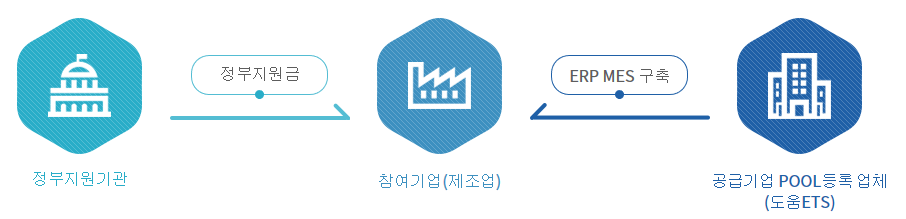 정부지원금
ERP MES 구축
정부지원기관
참여기업(제조업)
공급기업 POOL등록 업체
(도움ETS)